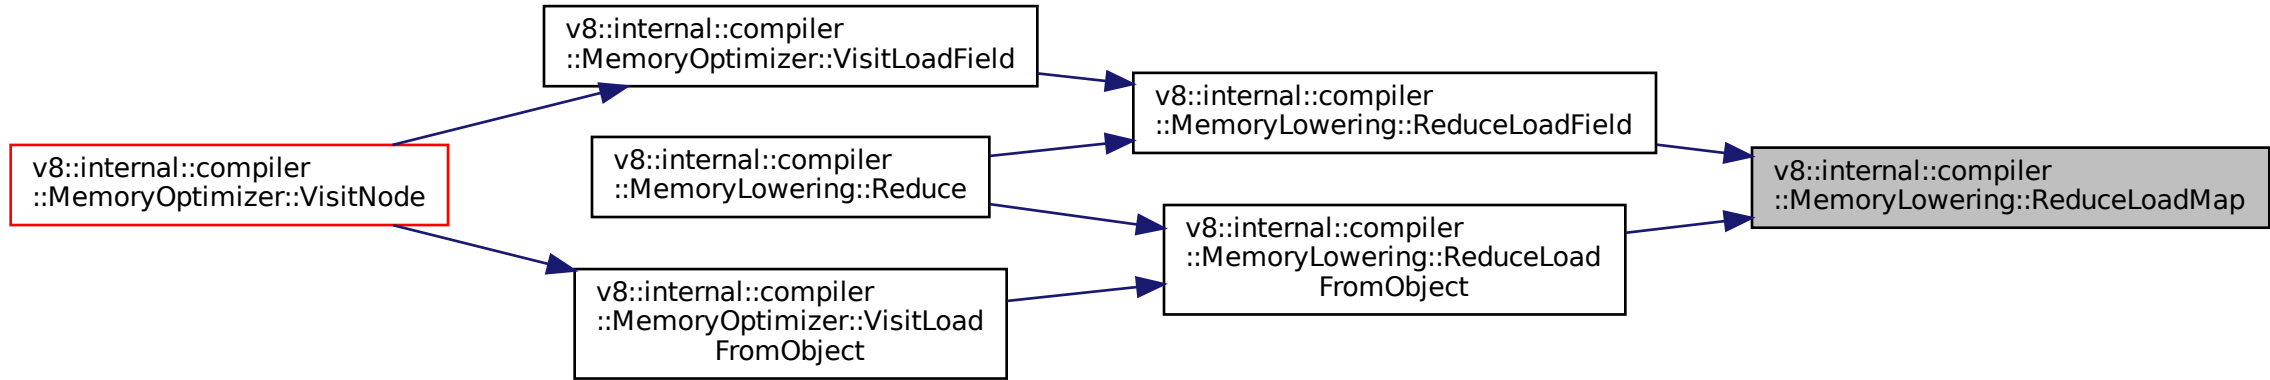 v8::internal::compiler
::MemoryOptimizer::VisitNode
v8::internal::compiler
::MemoryOptimizer::VisitLoadField
v8::internal::compiler
::MemoryLowering::Reduce
v8::internal::compiler
::MemoryOptimizer::VisitLoad
FromObject
v8::internal::compiler
::MemoryLowering::ReduceLoadField
v8::internal::compiler
::MemoryLowering::ReduceLoad
FromObject
v8::internal::compiler
::MemoryLowering::ReduceLoadMap